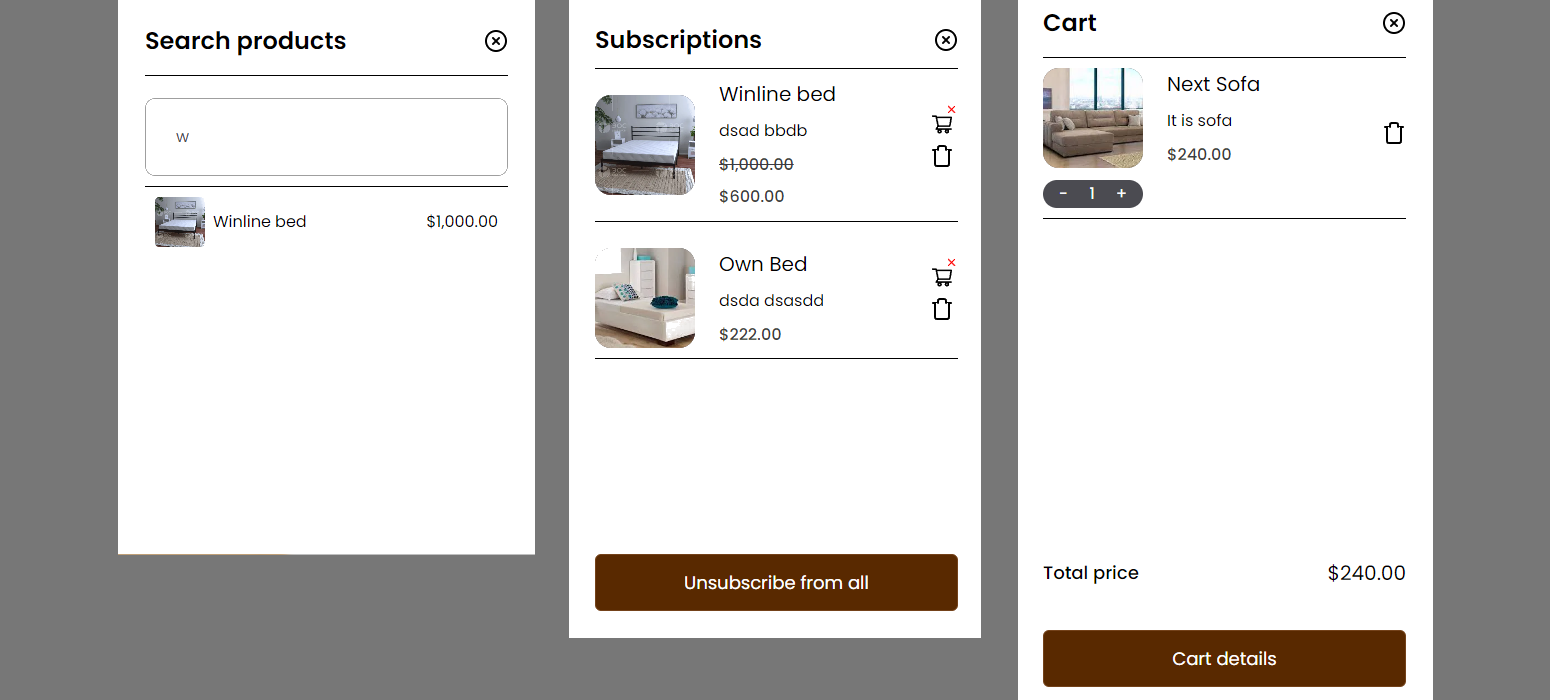 Search products
w
Winline bed $1,000.00
Subscriptions
Winline bed
dsad bbdb
$1,000.00
$600.00
Own Bed
dsda dsasdd
$222.00
Unsubscribe from all
Cart
Next Sofa
It is sofa
$240.00
- 1 +
Total price $240.00
Cart details